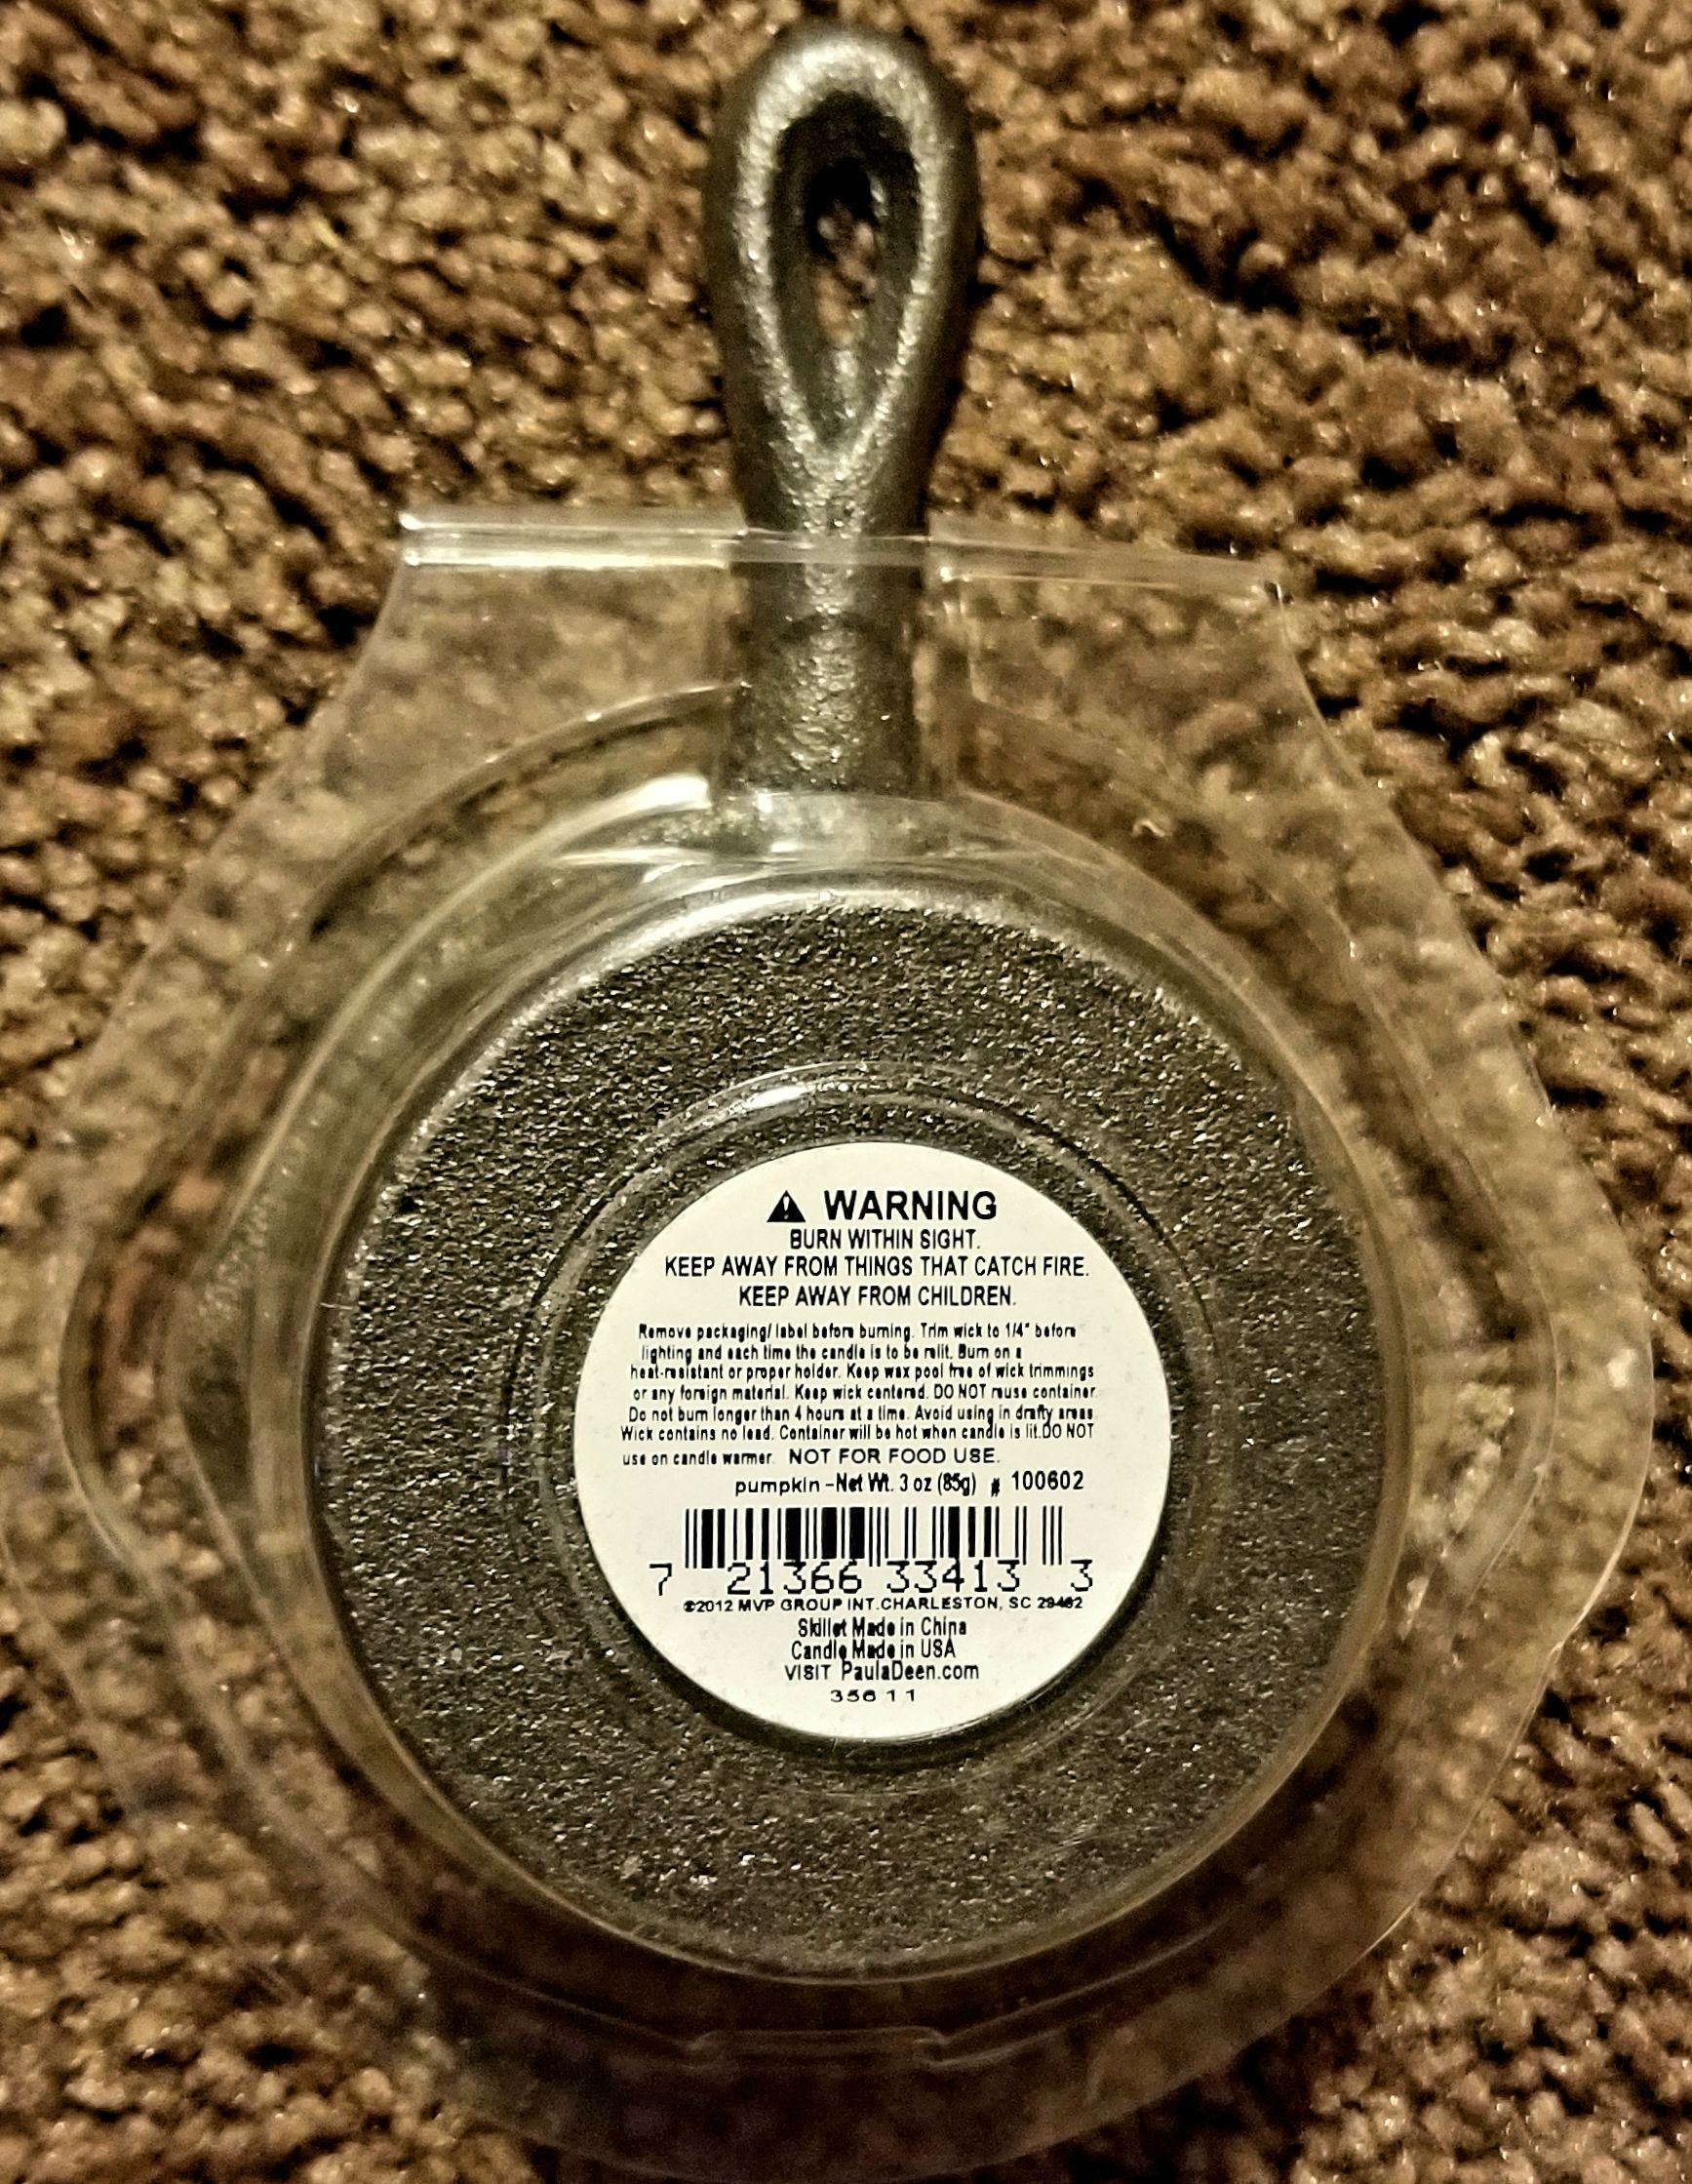 WARNING
BURN WITHIN SIGHT.
KEEP AWAY FROM THINGS THAT CATCH FIRE.
KEEP AWAY FROM CHILDREN.
Remove packaging/ label before burning. Trim wick to 1/4" before
lighting and each time the candle is to be relit. Burn on a
heat-resistant or proper holder. Keep wax pool free of wick trimmings
or any foreign material. Keep wick centered. DO NOT reuse container
Do not burn longer than 4 hours at a time. Avoid using in drafty areas
Wick contains no lead. Container will be hot when candle is lit.DO NOT
use on candle warmer. NOT FOR FOOD USE.
pumpkin -Net Wt. 3 oz (85g) # 100602
7 21366 33413 3
©2012 MVP GROUP INT.CHARLESTON, SC
Skillet Made in China
Candle Made in USA
VISIT PaulaDeen.com